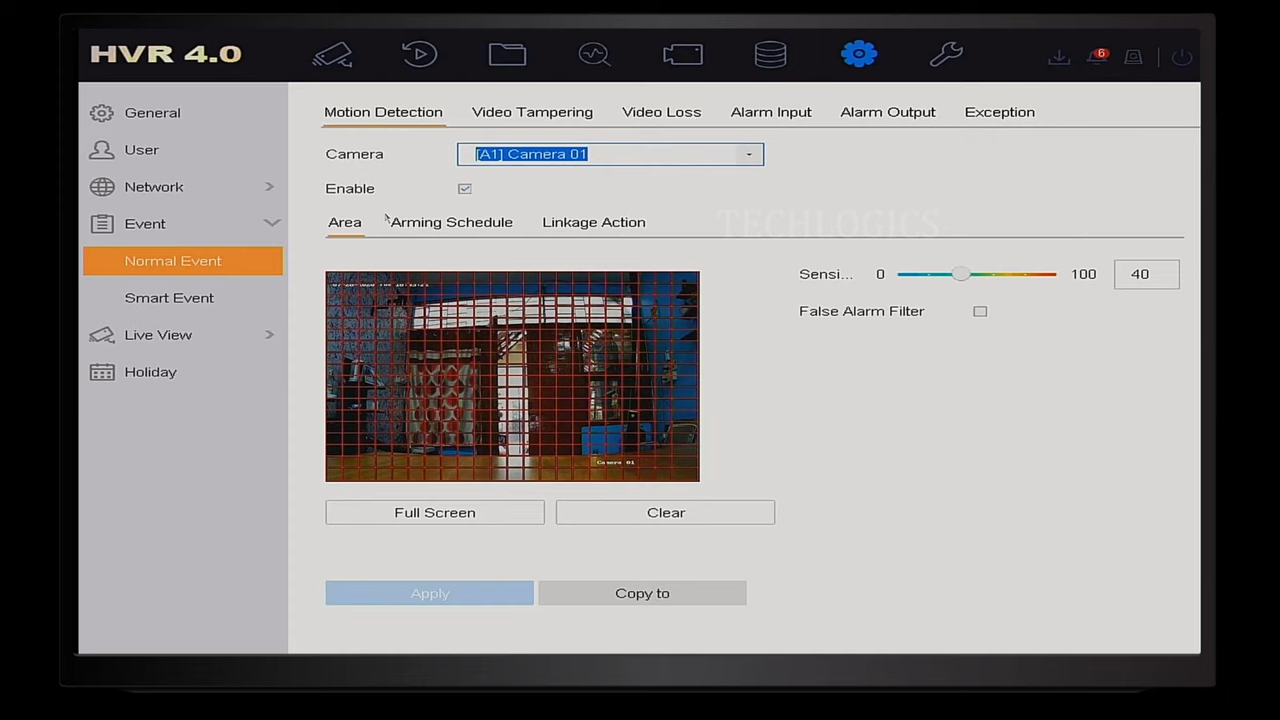 HVR 4.0
6
General
User
Network
Event
Normal Event
Smart Event
Live View
Holiday
Motion Detection Video Tampering Video Loss Alarm Input Alarm Output Exception
Camera [A1] Camera 01
Enable
Area Arming Schedule Linkage Action
TECHLOGICS
Sensi... 0 100 40
False Alarm Filter
Camera 01
Full Screen Clear
Apply Copy to